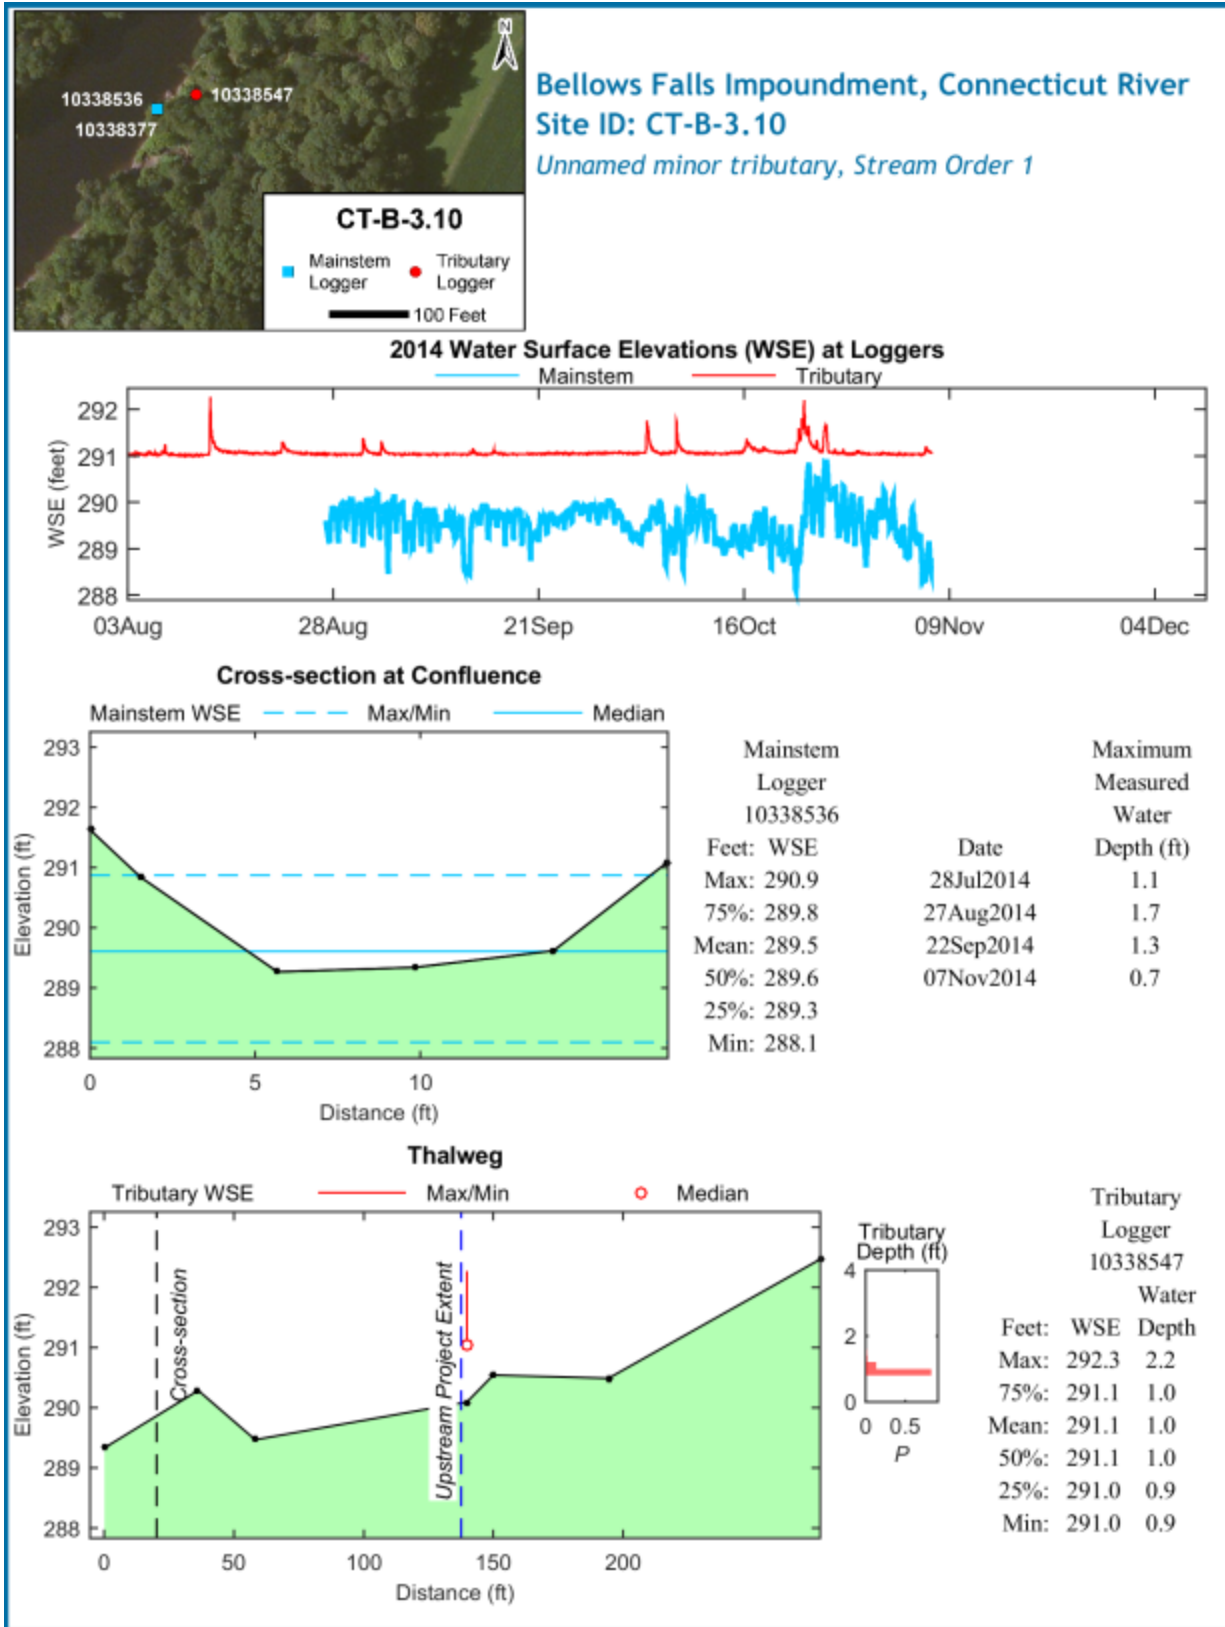 N
10338536
10338547
10338377
CT-B-3.10
Mainstem Logger
Tributary Logger
100 Feet
Bellows Falls Impoundment, Connecticut River
Site ID: CT-B-3.10
Unnamed minor tributary, Stream Order 1
2014 Water Surface Elevations (WSE) at Loggers
Mainstem Tributary
WSE (feet)
292
291
290
289
288
03Aug 28Aug 21Sep 16Oct 09Nov 04Dec
Cross-section at Confluence
Mainstem WSE Max/Min Median
Elevation (ft)
293
292
291
290
289
288
0 5 10
Distance (ft)
Mainstem
Logger
10338536
Feet: WSE
Max: 290.9
75%: 289.8
Mean: 289.5
50%: 289.6
25%: 289.3
Min: 288.1
Maximum
Measured
Water
Date Depth (ft)
28Jul2014 1.1
27Aug2014 1.7
22Sep2014 1.3
07Nov2014 0.7
Thalweg
Tributary WSE Max/Min Median
Elevation (ft)
293
292
291
290
289
288
Cross-section
Upstream Project Extent
0 50 100 150 200
Distance (ft)
Tributary
Depth (ft)
4
2
0
0 0.5
P
Tributary
Logger
10338547
Water
Feet: WSE Depth
Max: 292.3 2.2
75%: 291.1 1.0
Mean: 291.1 1.0
50%: 291.1 1.0
25%: 291.0 0.9
Min: 291.0 0.9